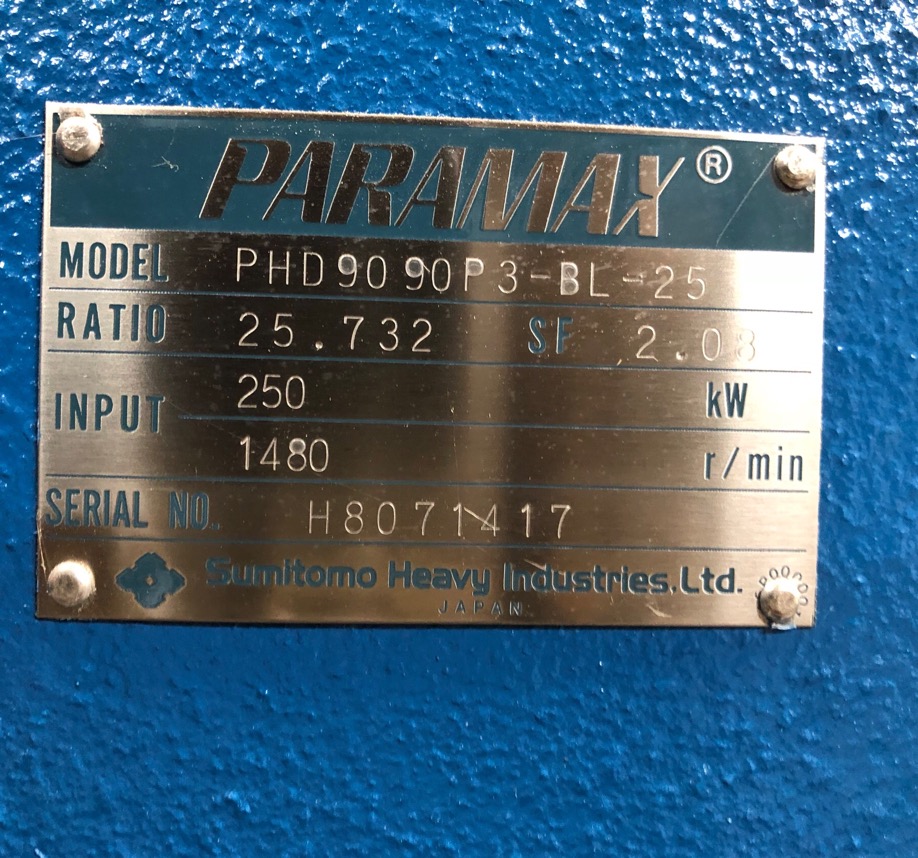 PARAMAX®
MODEL PHD9090P3-BL-25
RATIO 25.732 SF 2.08
INPUT 250 kW
1480 r/min
SERIAL NO. H8071417
Sumitomo Heavy Industries, Ltd.
JAPAN